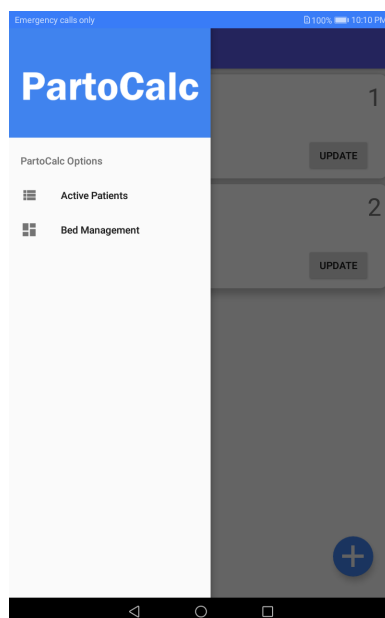 Emergency calls only 100% 10:10 PM
PartoCalc
1
PartoCalc Options
UPDATE
Active Patients
2
Bed Management
UPDATE